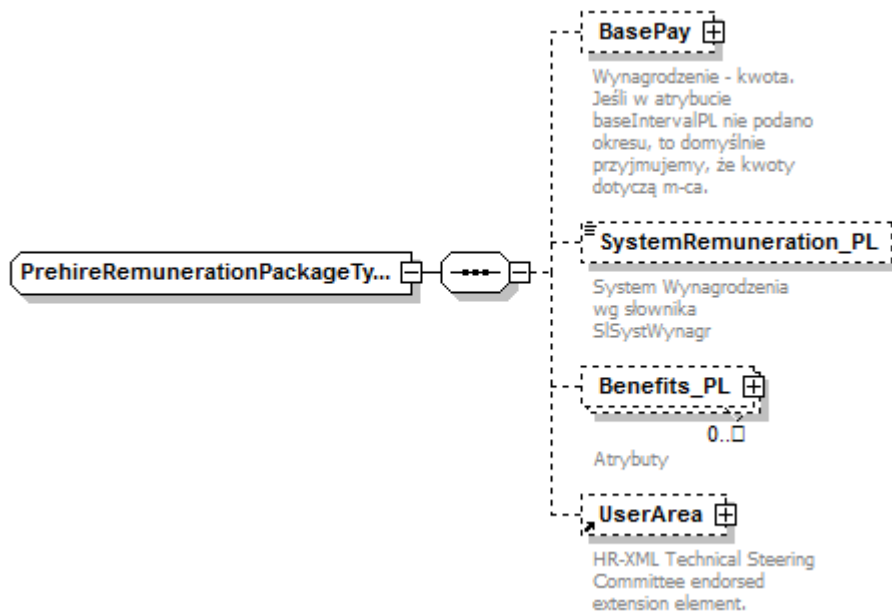 BasePay
Wynagrodzenie - kwota.
Jeśli w atrybucie
baseIntervalPL nie podano
okresu, to domyślnie
przyjmujemy, że kwoty
dotyczą m-ca.
PrehireRemunerationPackageTy...
SystemRemuneration_PL
System Wynagrodzenia
wg słownika
SlSystWynagr
Benefits_PL
0..□
Atrybuty
UserArea
HR-XML Technical Steering
Committee endorsed
extension element.